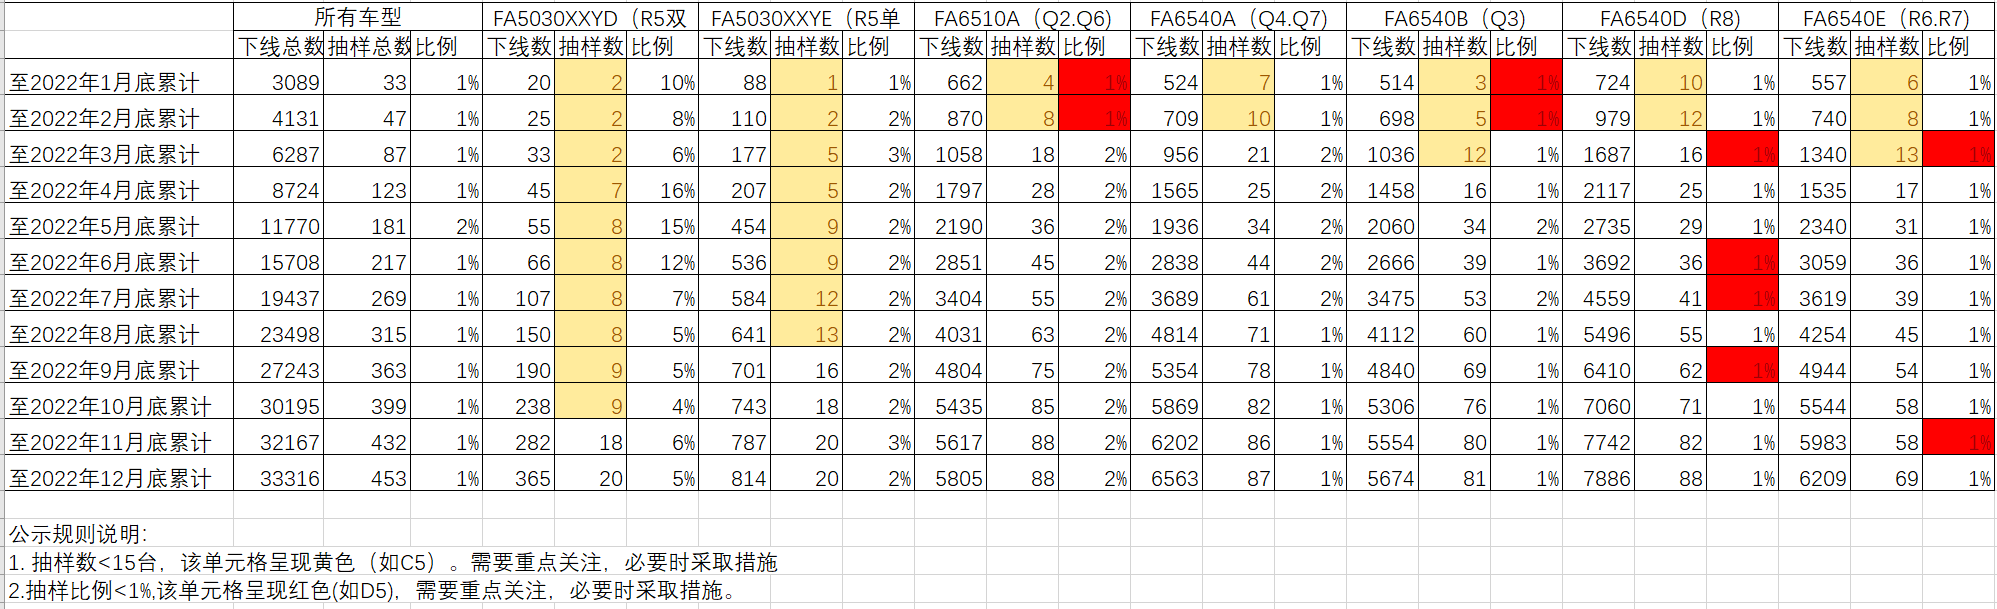 所有车型 FA5030XXYD（R5双 FA5030XXYE（R5单 FA6510A（Q2.Q6) FA6540A（Q4.Q7) FA6540B（Q3) FA6540D（R8) FA6540E（R6.R7)
下线总数 抽样总数 比例 下线数 抽样数 比例 下线数 抽样数 比例 下线数 抽样数 比例 下线数 抽样数 比例 下线数 抽样数 比例 下线数 抽样数 比例 下线数 抽样数 比例
至2022年1月底累计 3089 33 1% 20 2 10% 88 1 1% 662 4 1% 524 7 1% 514 3 1% 724 10 1% 557 6 1%
至2022年2月底累计 4131 47 1% 25 2 8% 110 2 2% 870 8 1% 709 10 1% 698 5 1% 979 12 1% 740 8 1%
至2022年3月底累计 6287 87 1% 33 2 6% 177 5 3% 1058 18 2% 956 21 2% 1036 12 1% 1687 16 1% 1340 13 1%
至2022年4月底累计 8724 123 1% 45 7 16% 207 5 2% 1797 28 2% 1565 25 2% 1458 16 1% 2117 25 1% 1535 17 1%
至2022年5月底累计 11770 181 2% 55 8 15% 454 9 2% 2190 36 2% 1936 34 2% 2060 34 2% 2735 29 1% 2340 31 1%
至2022年6月底累计 15708 217 1% 66 8 12% 536 9 2% 2851 45 2% 2838 44 2% 2666 39 1% 3692 36 1% 3059 36 1%
至2022年7月底累计 19437 269 1% 107 8 7% 584 12 2% 3404 55 2% 3689 61 2% 3475 53 2% 4559 41 1% 3619 39 1%
至2022年8月底累计 23498 315 1% 150 8 5% 641 13 2% 4031 63 2% 4814 71 1% 4112 60 1% 5496 55 1% 4254 45 1%
至2022年9月底累计 27243 363 1% 190 9 5% 701 16 2% 4804 75 2% 5354 78 1% 4840 69 1% 6410 62 1% 4944 54 1%
至2022年10月底累计 30195 399 1% 238 9 4% 743 18 2% 5435 85 2% 5869 82 1% 5306 76 1% 7060 71 1% 5544 58 1%
至2022年11月底累计 32167 432 1% 282 18 6% 787 20 3% 5617 88 2% 6202 86 1% 5554 80 1% 7742 82 1% 5983 58 1%
至2022年12月底累计 33316 453 1% 365 20 5% 814 20 2% 5805 88 2% 6563 87 1% 5674 81 1% 7886 88 1% 6209 69 1%
公示规则说明：
1. 抽样数<15台，该单元格呈现黄色（如C5）。需要重点关注，必要时采取措施
2.抽样比例<1%,该单元格呈现红色(如D5)，需要重点关注，必要时采取措施。